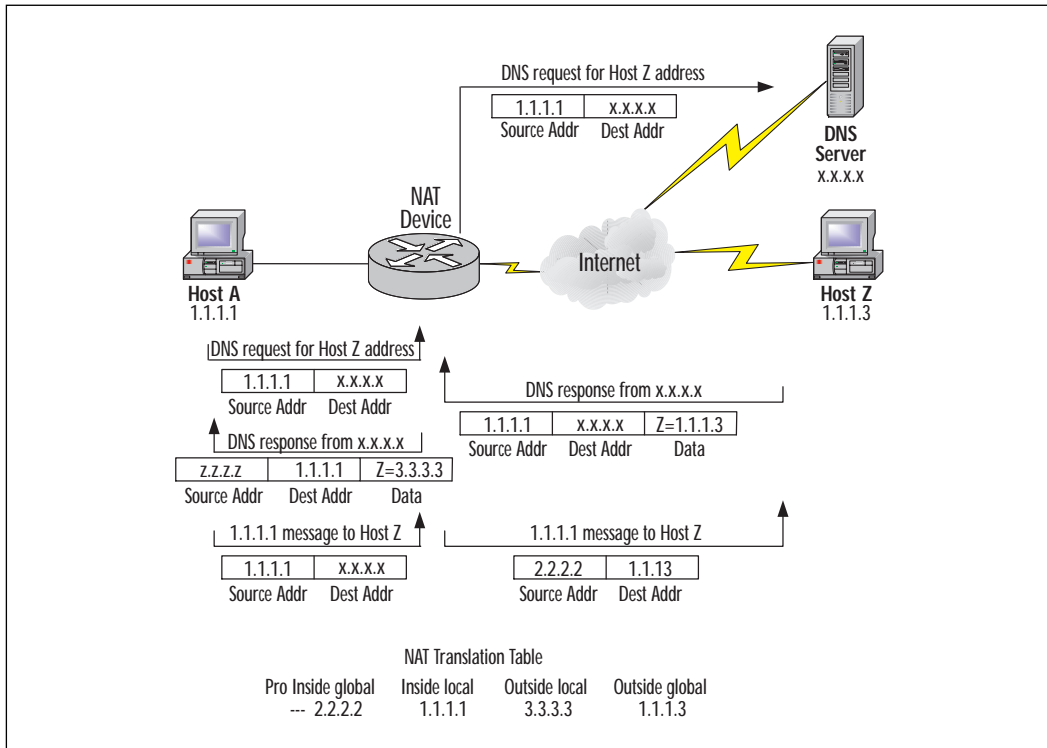 DNS request for Host Z address
1.1.1.1 x.x.x.x
Source Addr Dest Addr
DNS
Server
x.x.x.x
NAT
Device
Internet
Host A
1.1.1.1
Host Z
1.1.1.3
DNS request for Host Z address
1.1.1.1 x.x.x.x
Source Addr Dest Addr
DNS response from x.x.x.x
1.1.1.1 x.x.x.x Z=1.1.1.3
Source Addr Dest Addr Data
DNS response from x.x.x.x
z.z.z.z 1.1.1.1 Z=3.3.3.3
Source Addr Dest Addr Data
1.1.1.1 message to Host Z
1.1.1.1 x.x.x.x
Source Addr Dest Addr
1.1.1.1 message to Host Z
2.2.2.2 1.1.13
Source Addr Dest Addr
NAT Translation Table
Pro Inside global Inside local Outside local Outside global
--- 2.2.2.2 1.1.1.1 3.3.3.3 1.1.1.3